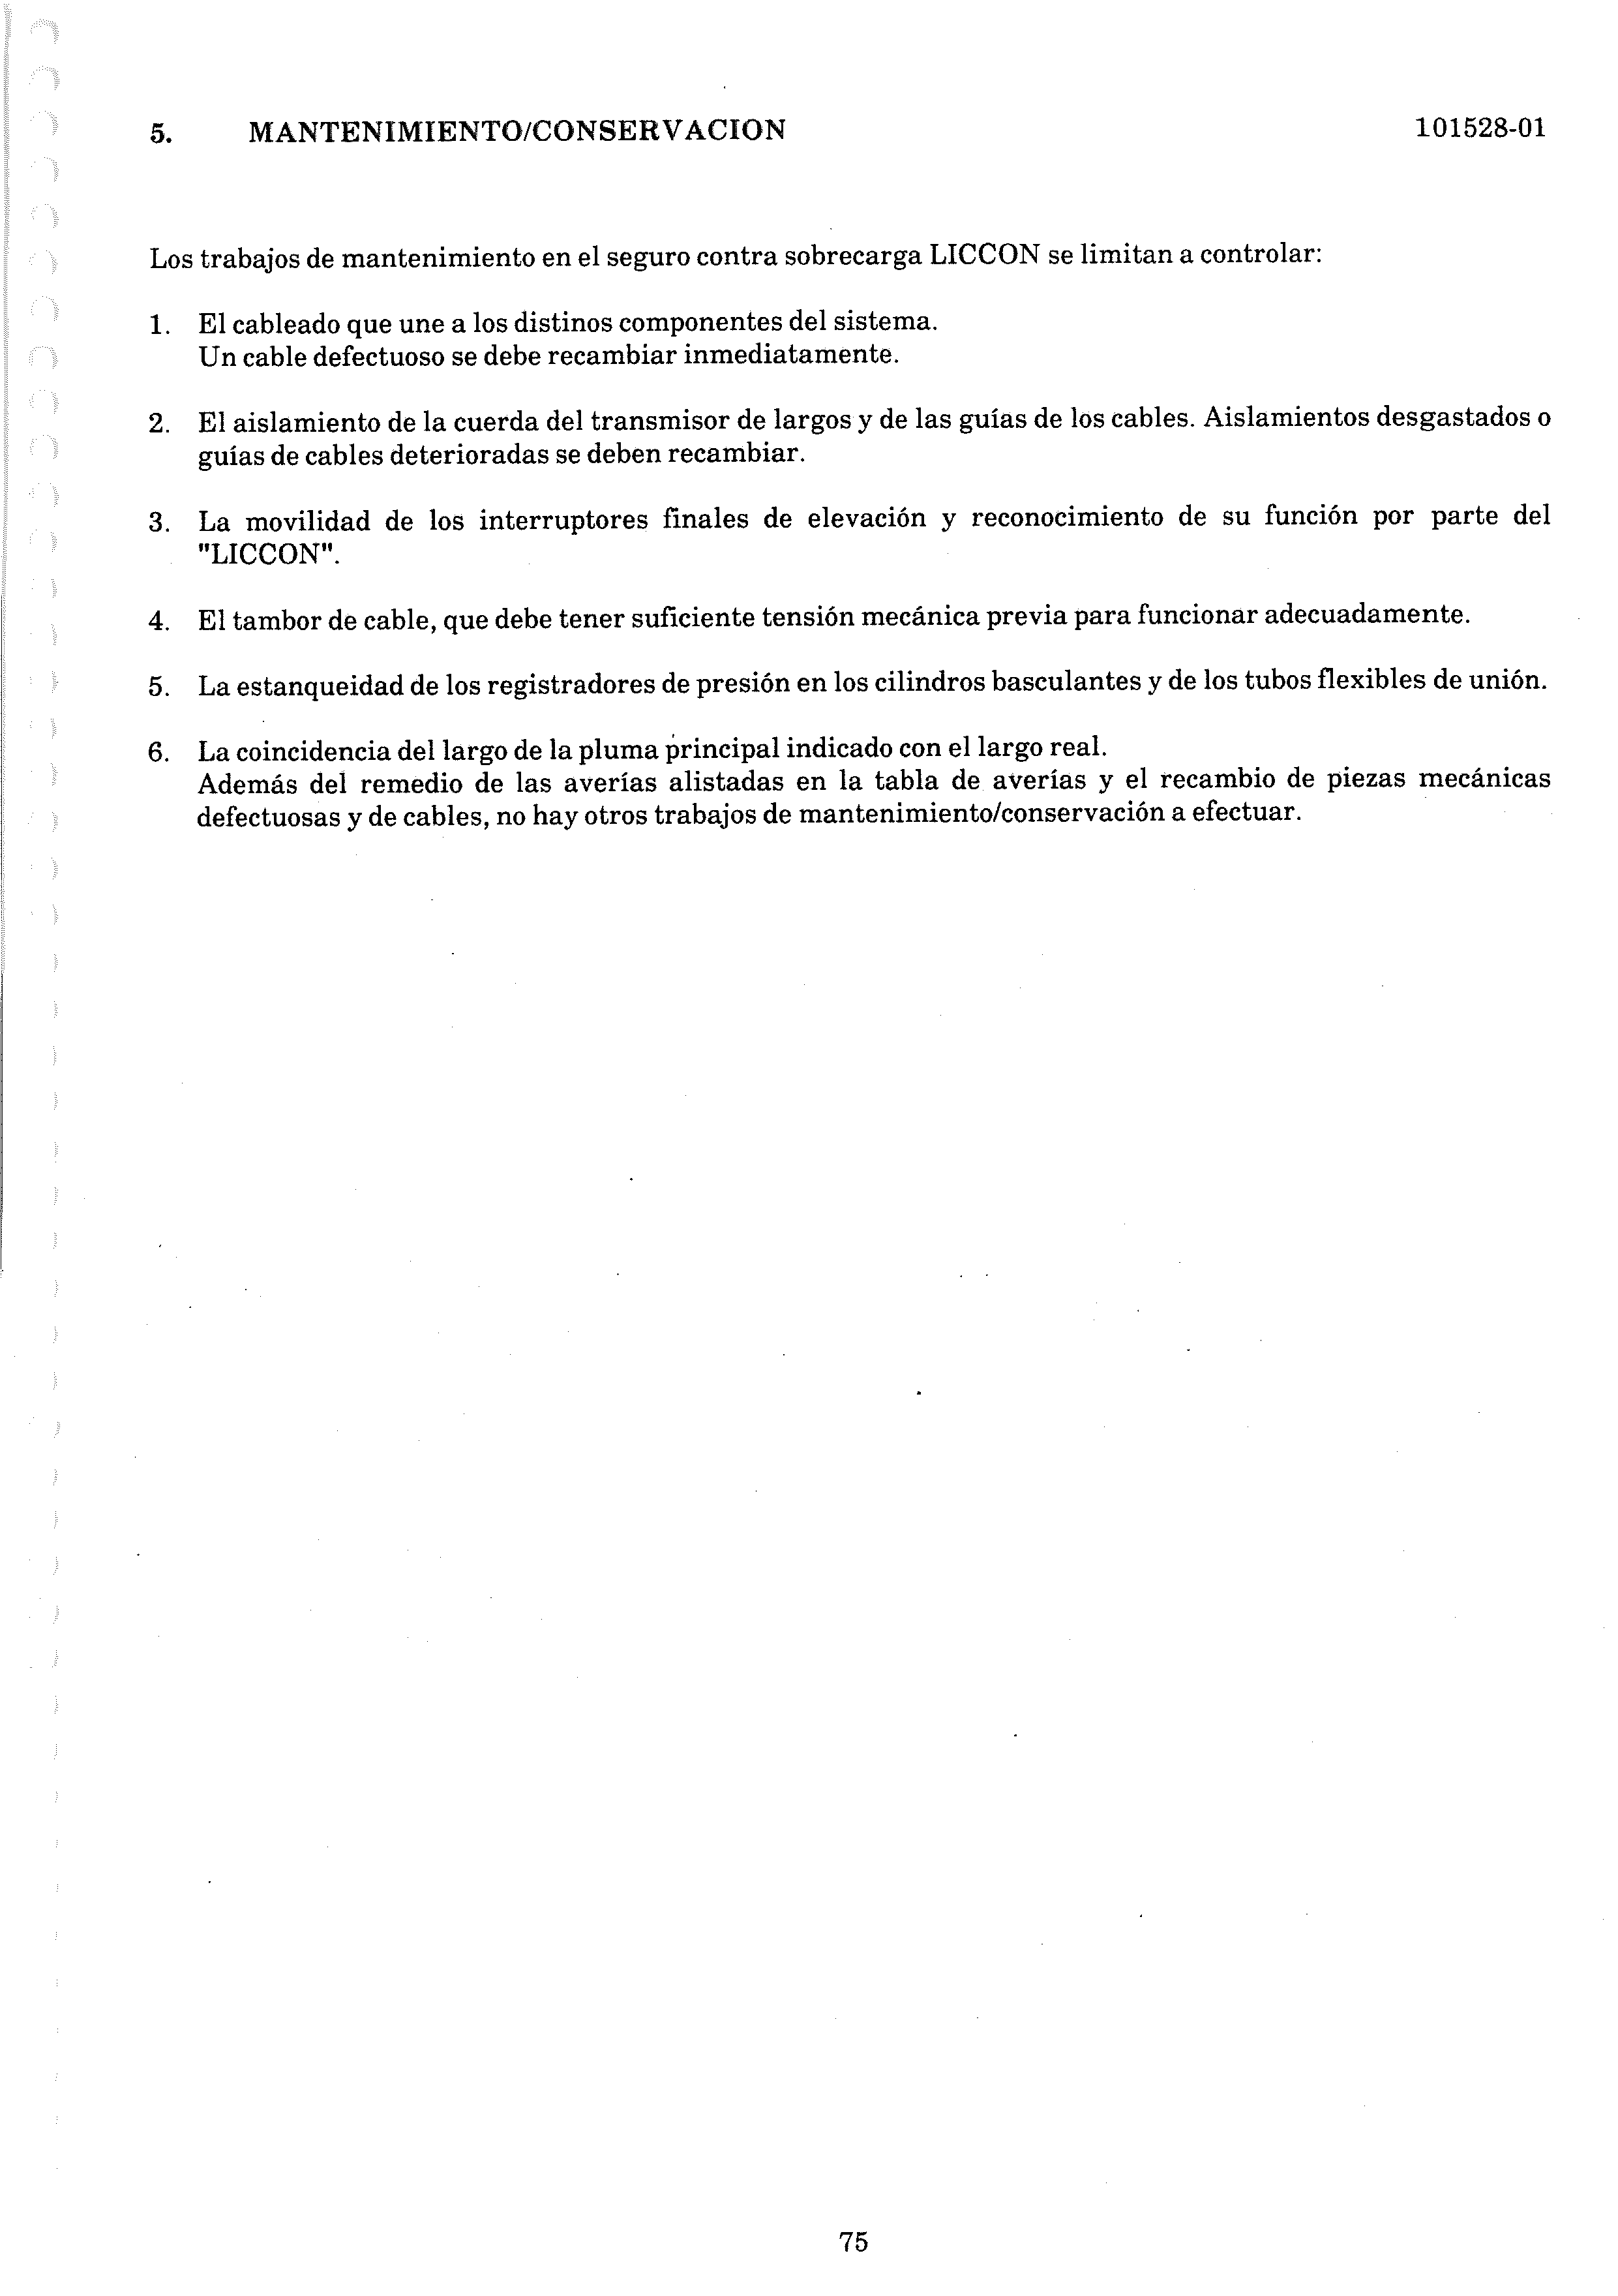 5. MANTENIMIENTO/CONSERVACION 101528-01
Los trabajos de mantenimiento en el seguro contra sobrecarga LICCON se limitan a controlar:
1. El cableado que une a los distinos componentes del sistema.
Un cable defectuoso se debe recambiar inmediatamente.
2. El aislamiento de la cuerda del transmisor de largos y de las guías de los cables. Aislamientos desgastados o
guías de cables deterioradas se deben recambiar.
3. La movilidad de los interruptores finales de elevación y reconocimiento de su función por parte del
"LICCON".
4. El tambor de cable, que debe tener suficiente tensión mecánica previa para funcionar adecuadamente.
5. La estanqueidad de los registradores de presión en los cilindros basculantes y de los tubos flexibles de unión.
6. La coincidencia del largo de la pluma principal indicado con el largo real.
Además del remedio de las averías alistadas en la tabla de averías y el recambio de piezas mecánicas
defectuosas y de cables, no hay otros trabajos de mantenimiento/conservación a efectuar.
75